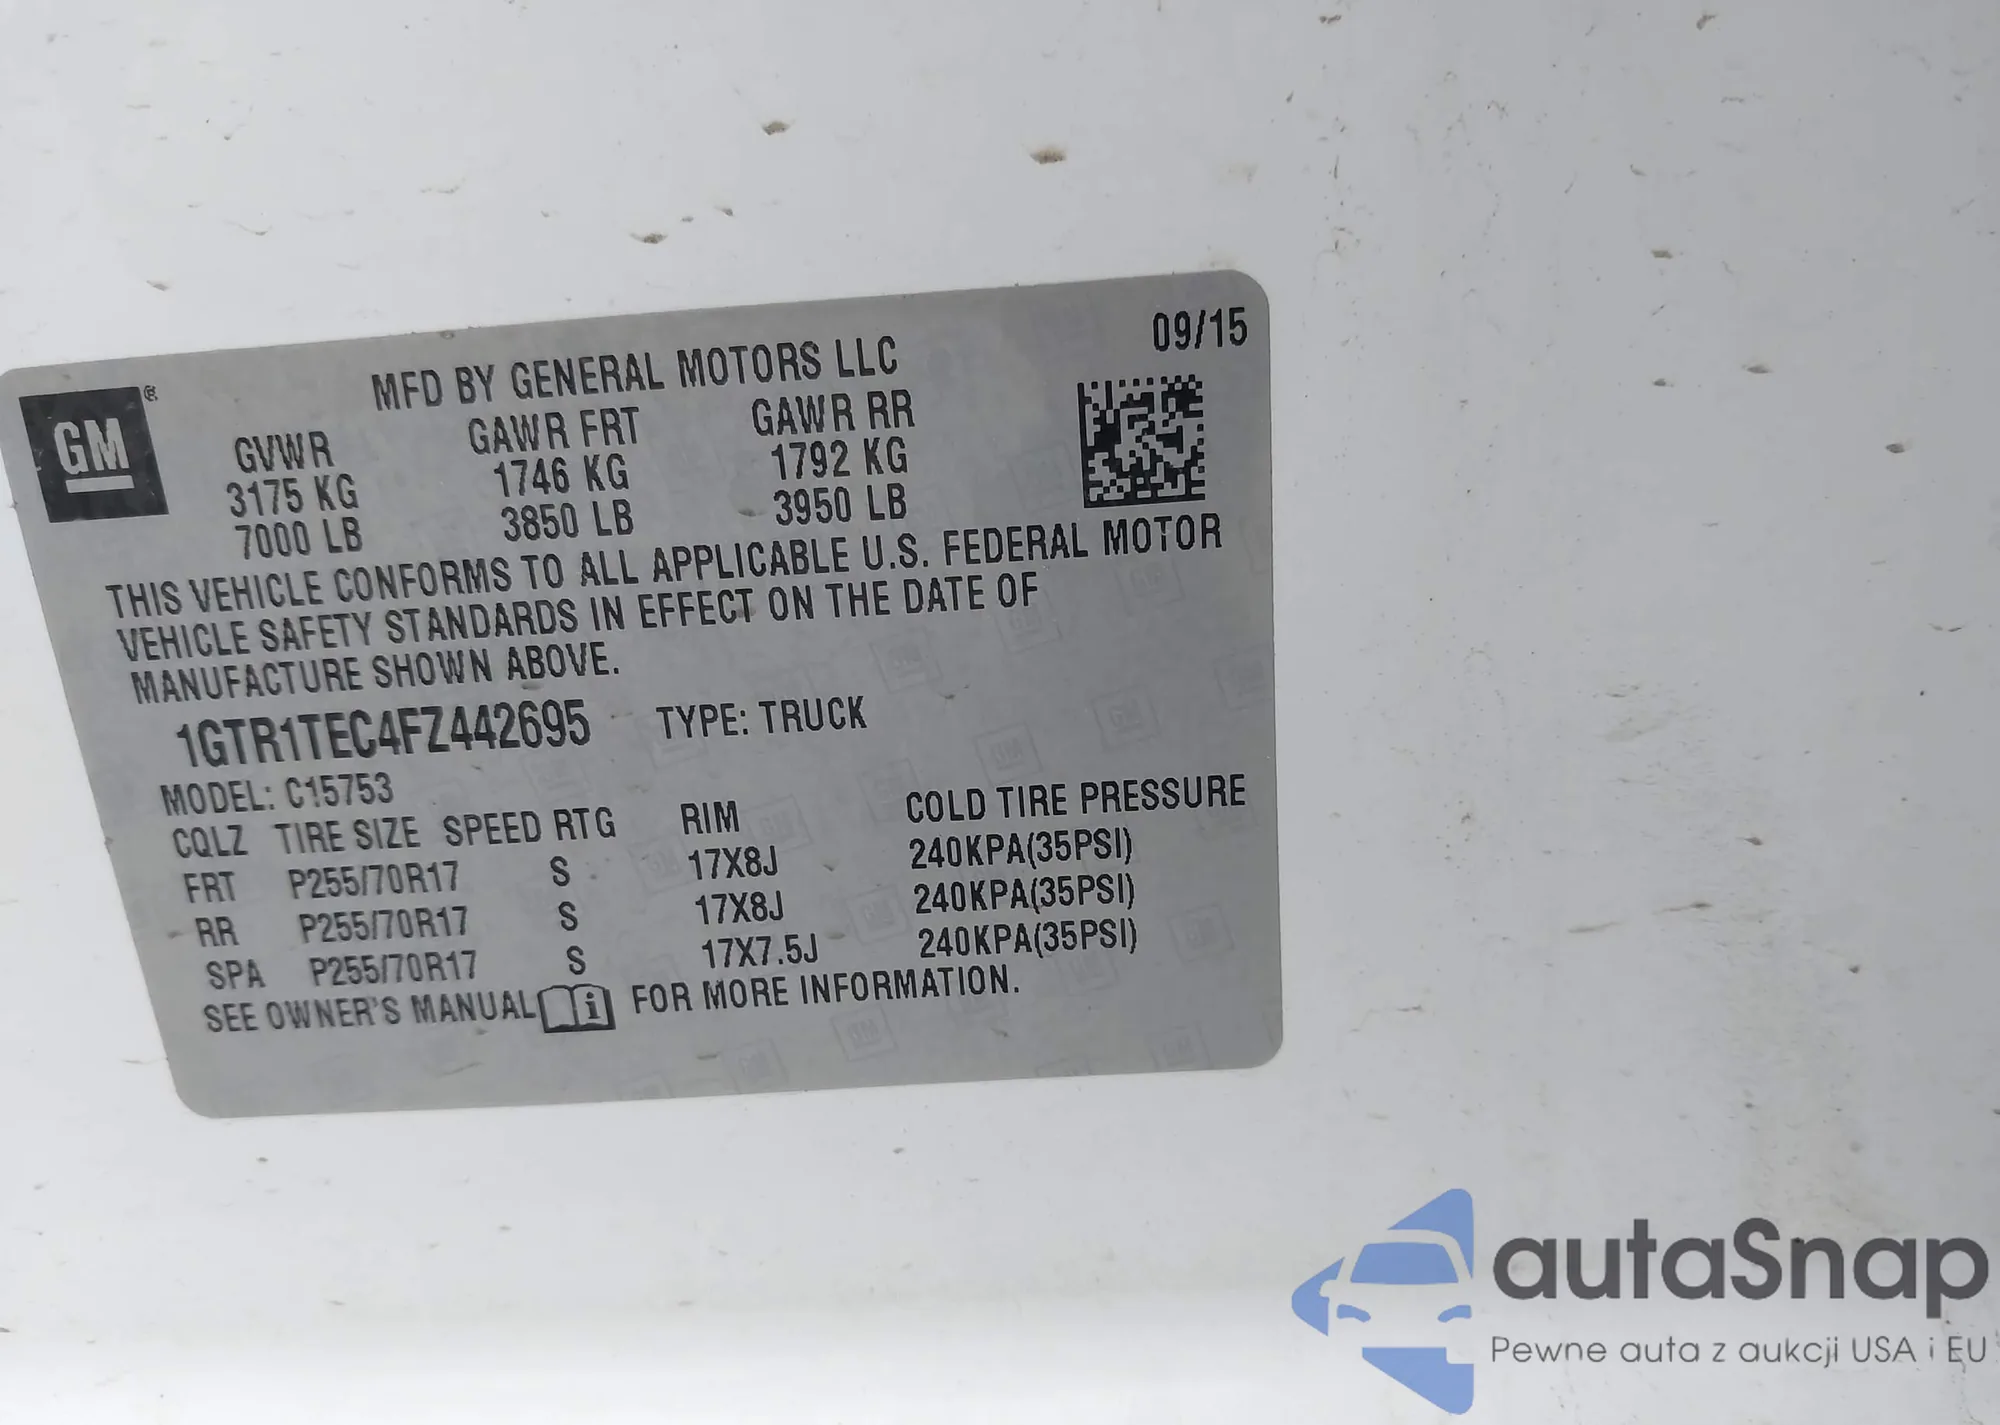 09/15
GM ®
MFD BY GENERAL MOTORS LLC
GVWR GAWR FRT GAWR RR
3175 KG 1746 KG 1792 KG
7000 LB 3850 LB 3950 LB
THIS VEHICLE CONFORMS TO ALL APPLICABLE U.S. FEDERAL MOTOR
VEHICLE SAFETY STANDARDS IN EFFECT ON THE DATE OF
MANUFACTURE SHOWN ABOVE.
1GTR1TEC4FZ442695 TYPE: TRUCK
MODEL: C15753
CQLZ TIRE SIZE SPEED RTG RIM COLD TIRE PRESSURE
FRT P255/70R17 S 17X8J 240KPA(35PSI)
RR P255/70R17 S 17X8J 240KPA(35PSI)
SPA P255/70R17 S 17X7.5J 240KPA(35PSI)
SEE OWNER'S MANUAL i FOR MORE INFORMATION.
autaSnap
Pewne auta z aukcji USA i EU